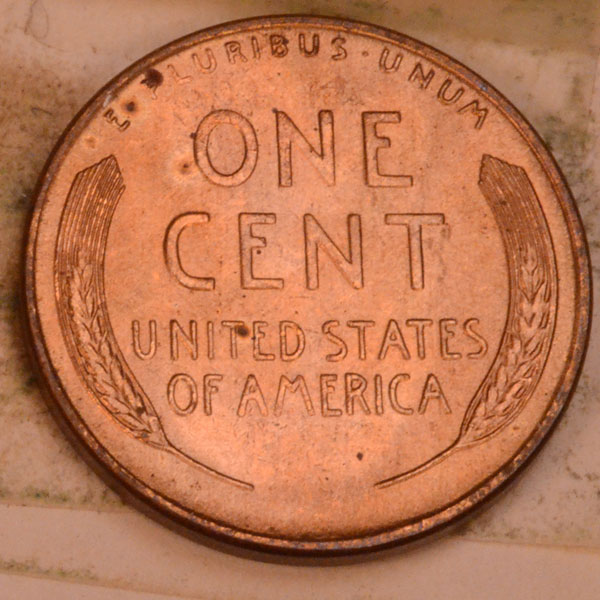 E · PLURIBUS · UNUM
ONE
CENT
UNITED STATES
OF AMERICA